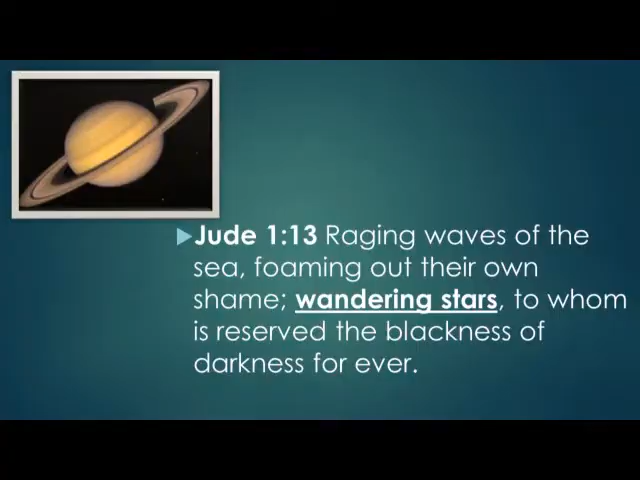 Jude 1:13 Raging waves of the
sea, foaming out their own
shame; wandering stars, to whom
is reserved the blackness of
darkness for ever.